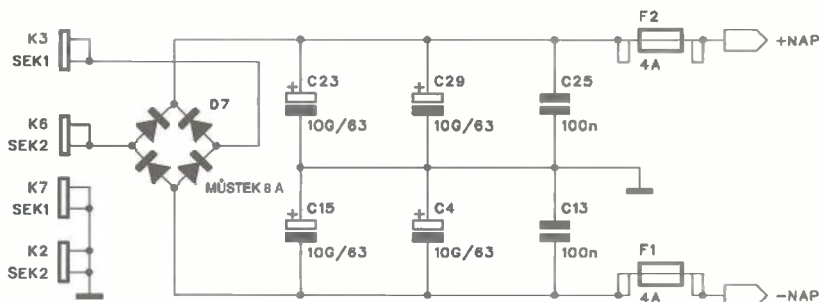 K3
SEK1
K6
SEK2
K7
SEK1
K2
SEK2
D7
MŮSTEK 8 A
+
C23
10G/63
+
C29
10G/63
C25
100n
+
C15
10G/63
+
C4
10G/63
C13
100n
F2
4A
+NAP
F1
4A
-NAP